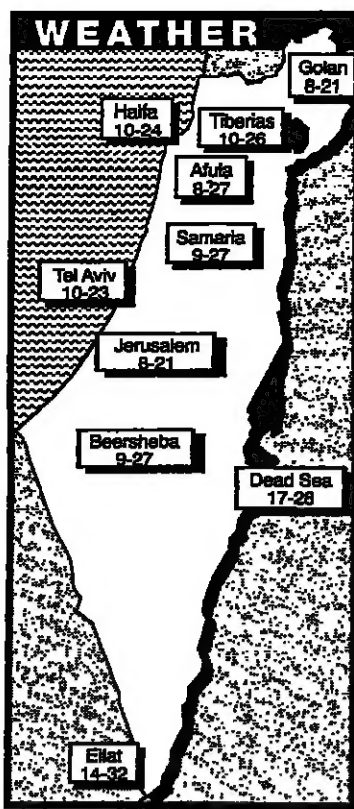 WEATHER
Golan
8-21
Haifa
10-24
Tiberias
10-26
Afula
8-27
Samaria
9-27
Tel Aviv
10-23
Jerusalem
8-21
Beersheba
9-27
Dead Sea
17-28
Eilat
14-32